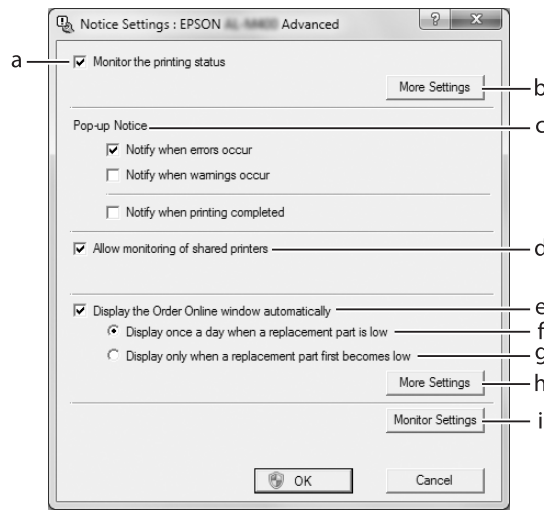 Notice Settings : EPSON Advanced
a
Monitor the printing status
More Settings
b
Pop-up Notice
c
Notify when errors occur
Notify when warnings occur
Notify when printing completed
Allow monitoring of shared printers
d
Display the Order Online window automatically
e
Display once a day when a replacement part is low
f
Display only when a replacement part first becomes low
g
More Settings
h
Monitor Settings
i
OK
Cancel